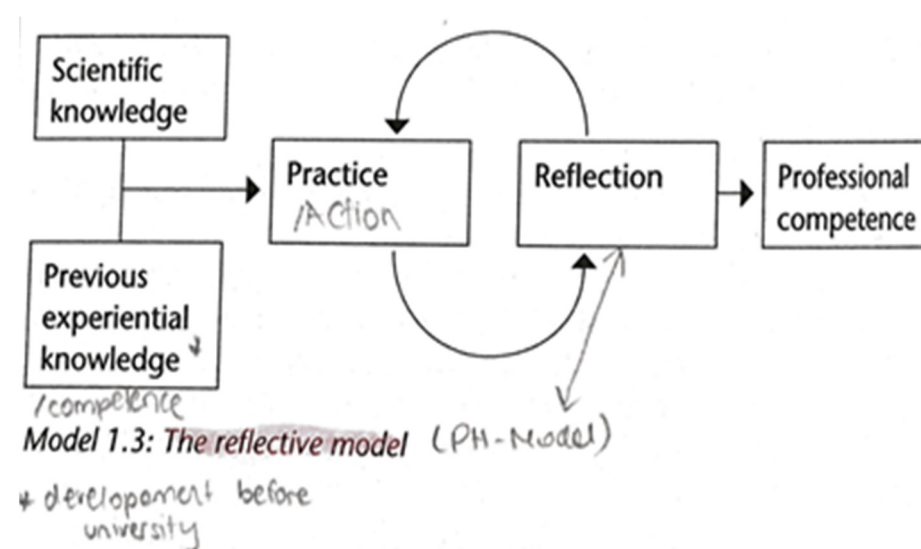 Scientific
knowledge
Practice
/Action
Reflection
Professional
competence
Previous
experiential
knowledge *
/competence
Model 1.3: The reflective model (PH-Model)
* developement before
university